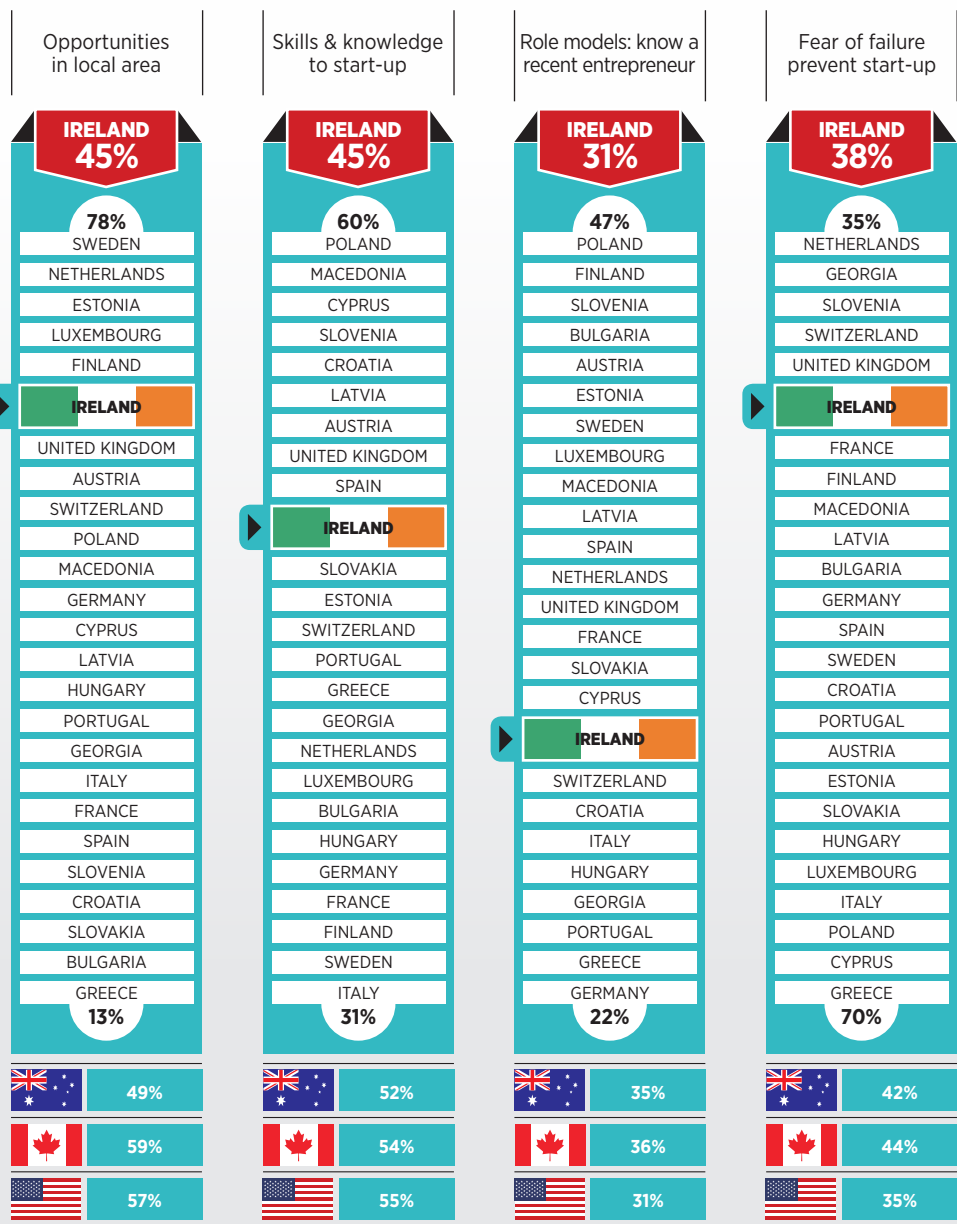 Opportunities
in local area
IRELAND
45%
78%
SWEDEN
NETHERLANDS
ESTONIA
LUXEMBOURG
FINLAND
IRELAND
UNITED KINGDOM
AUSTRIA
SWITZERLAND
POLAND
MACEDONIA
GERMANY
CYPRUS
LATVIA
HUNGARY
PORTUGAL
GEORGIA
ITALY
FRANCE
SPAIN
SLOVENIA
CROATIA
SLOVAKIA
BULGARIA
GREECE
13%
49%
59%
57%
Skills & knowledge
to start-up
IRELAND
45%
60%
POLAND
MACEDONIA
CYPRUS
SLOVENIA
CROATIA
LATVIA
AUSTRIA
UNITED KINGDOM
SPAIN
IRELAND
SLOVAKIA
ESTONIA
SWITZERLAND
PORTUGAL
GREECE
GEORGIA
NETHERLANDS
LUXEMBOURG
BULGARIA
HUNGARY
GERMANY
FRANCE
FINLAND
SWEDEN
ITALY
31%
52%
54%
55%
Role models: know a
recent entrepreneur
IRELAND
31%
47%
POLAND
FINLAND
SLOVENIA
BULGARIA
AUSTRIA
ESTONIA
SWEDEN
LUXEMBOURG
MACEDONIA
LATVIA
SPAIN
NETHERLANDS
UNITED KINGDOM
FRANCE
SLOVAKIA
CYPRUS
IRELAND
SWITZERLAND
CROATIA
ITALY
HUNGARY
GEORGIA
PORTUGAL
GREECE
GERMANY
22%
35%
36%
31%
Fear of failure
prevent start-up
IRELAND
38%
35%
NETHERLANDS
GEORGIA
SLOVENIA
SWITZERLAND
UNITED KINGDOM
IRELAND
FRANCE
FINLAND
MACEDONIA
LATVIA
BULGARIA
GERMANY
SPAIN
SWEDEN
CROATIA
PORTUGAL
AUSTRIA
ESTONIA
SLOVAKIA
HUNGARY
LUXEMBOURG
ITALY
POLAND
CYPRUS
GREECE
70%
42%
44%
35%